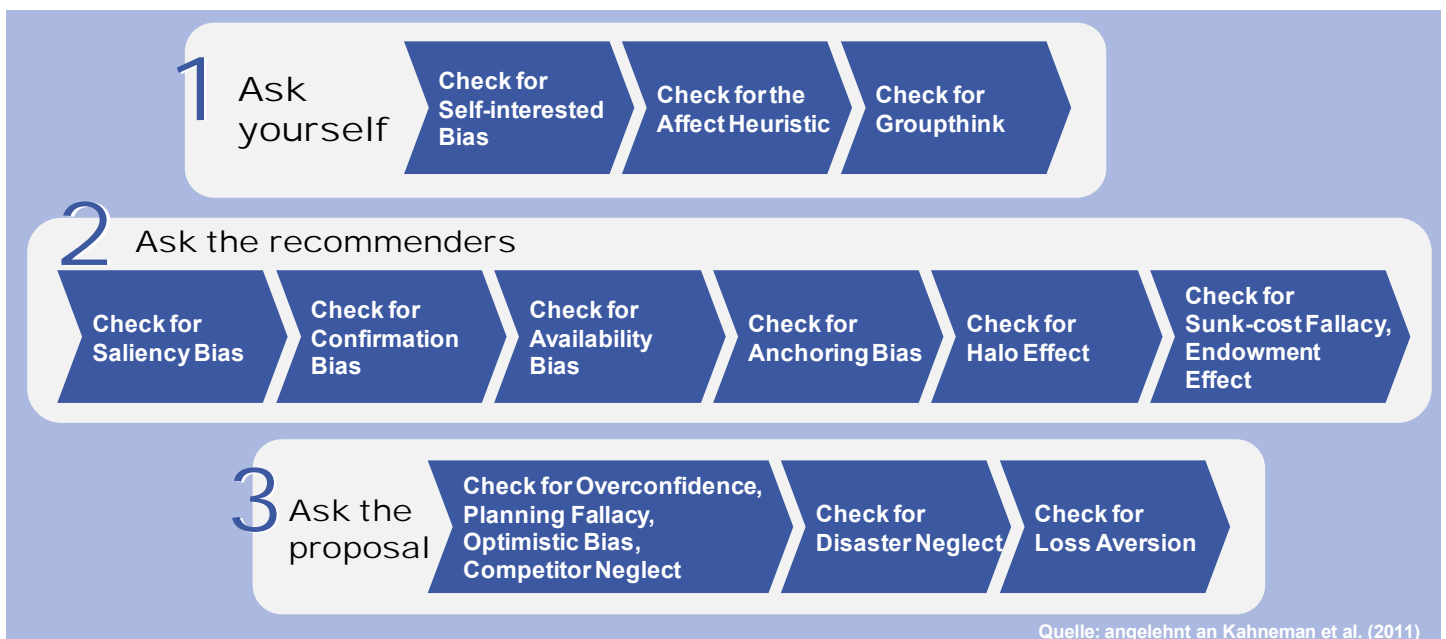 1
Ask
yourself
Check for
Self-interested
Bias
Check for the
Affect Heuristic
Check for
Groupthink
2
Ask the recommenders
Check for
Saliency Bias
Check for
Confirmation
Bias
Check for
Availability
Bias
Check for
Anchoring Bias
Check for
Halo Effect
Check for
Sunk-cost Fallacy,
Endowment
Effect
3
Ask the
proposal
Check for Overconfidence,
Planning Fallacy,
Optimistic Bias,
Competitor Neglect
Check for
Disaster Neglect
Check for
Loss Aversion
Quelle: angelehnt an Kahneman et al. (2011)